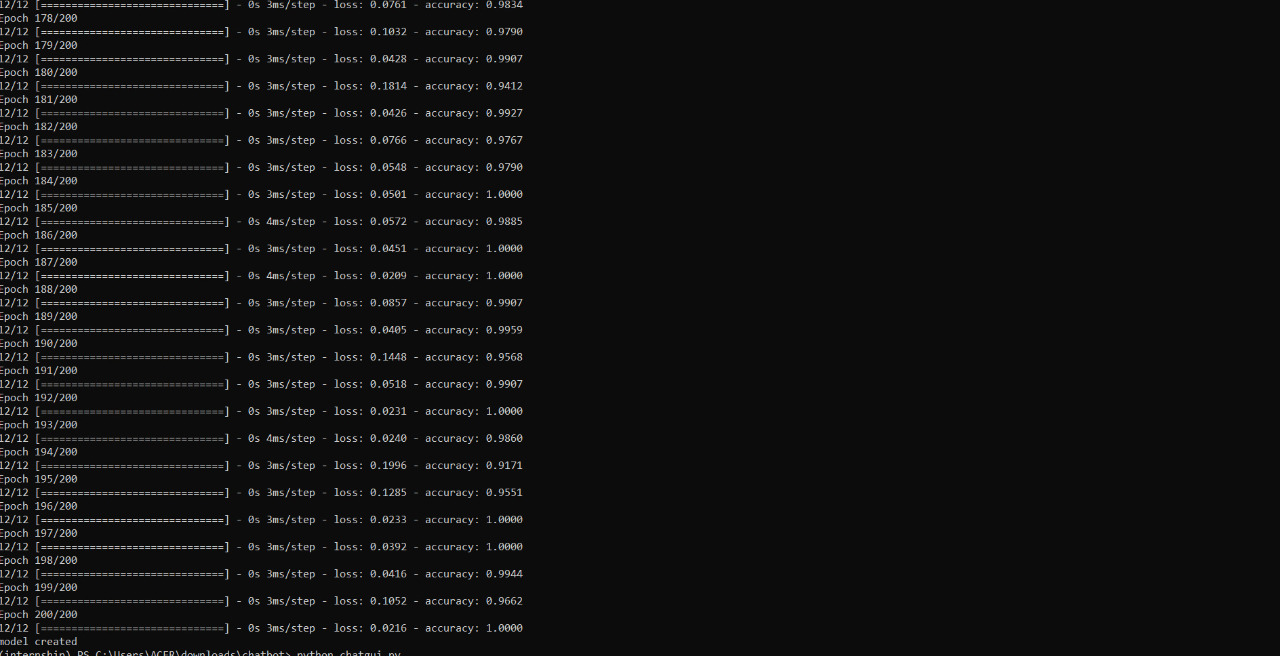 12/12 [==============================] - 0s 3ms/step - loss: 0.0761 - accuracy: 0.9834
Epoch 178/200
12/12 [==============================] - 0s 3ms/step - loss: 0.1032 - accuracy: 0.9790
Epoch 179/200
12/12 [==============================] - 0s 3ms/step - loss: 0.0428 - accuracy: 0.9907
Epoch 180/200
12/12 [==============================] - 0s 3ms/step - loss: 0.1814 - accuracy: 0.9412
Epoch 181/200
12/12 [==============================] - 0s 3ms/step - loss: 0.0426 - accuracy: 0.9927
Epoch 182/200
12/12 [==============================] - 0s 3ms/step - loss: 0.0766 - accuracy: 0.9767
Epoch 183/200
12/12 [==============================] - 0s 3ms/step - loss: 0.0548 - accuracy: 0.9790
Epoch 184/200
12/12 [==============================] - 0s 3ms/step - loss: 0.0501 - accuracy: 1.0000
Epoch 185/200
12/12 [==============================] - 0s 4ms/step - loss: 0.0572 - accuracy: 0.9885
Epoch 186/200
12/12 [==============================] - 0s 3ms/step - loss: 0.0451 - accuracy: 1.0000
Epoch 187/200
12/12 [==============================] - 0s 4ms/step - loss: 0.0209 - accuracy: 1.0000
Epoch 188/200
12/12 [==============================] - 0s 3ms/step - loss: 0.0857 - accuracy: 0.9907
Epoch 189/200
12/12 [==============================] - 0s 3ms/step - loss: 0.0405 - accuracy: 0.9959
Epoch 190/200
12/12 [==============================] - 0s 3ms/step - loss: 0.1448 - accuracy: 0.9568
Epoch 191/200
12/12 [==============================] - 0s 3ms/step - loss: 0.0518 - accuracy: 0.9907
Epoch 192/200
12/12 [==============================] - 0s 3ms/step - loss: 0.0231 - accuracy: 1.0000
Epoch 193/200
12/12 [==============================] - 0s 4ms/step - loss: 0.0240 - accuracy: 0.9860
Epoch 194/200
12/12 [==============================] - 0s 3ms/step - loss: 0.1996 - accuracy: 0.9171
Epoch 195/200
12/12 [==============================] - 0s 3ms/step - loss: 0.1285 - accuracy: 0.9551
Epoch 196/200
12/12 [==============================] - 0s 3ms/step - loss: 0.0233 - accuracy: 1.0000
Epoch 197/200
12/12 [==============================] - 0s 3ms/step - loss: 0.0392 - accuracy: 1.0000
Epoch 198/200
12/12 [==============================] - 0s 3ms/step - loss: 0.0416 - accuracy: 0.9944
Epoch 199/200
12/12 [==============================] - 0s 3ms/step - loss: 0.1052 - accuracy: 0.9662
Epoch 200/200
12/12 [==============================] - 0s 3ms/step - loss: 0.0216 - accuracy: 1.0000
model created
(internship) PS C:\Users\ACER\downloads\chatbot> python chatgui.py